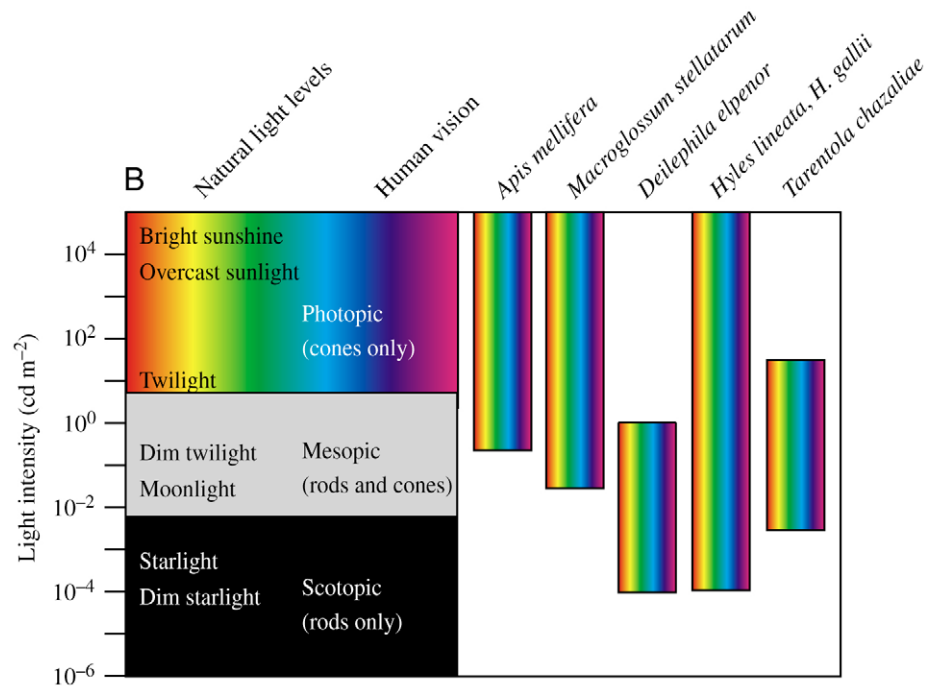 B
Natural light levels
Human vision
Apis mellifera
Macroglossum stellatarum
Deilephila elpenor
Hyles lineata, H. gallii
Tarentola chazaliae
Light intensity (cd m⁻²)
10⁴
10²
10⁰
10⁻²
10⁻⁴
10⁻⁶
Bright sunshine
Overcast sunlight
Twilight
Photopic
(cones only)
Dim twilight
Moonlight
Mesopic
(rods and cones)
Starlight
Dim starlight
Scotopic
(rods only)